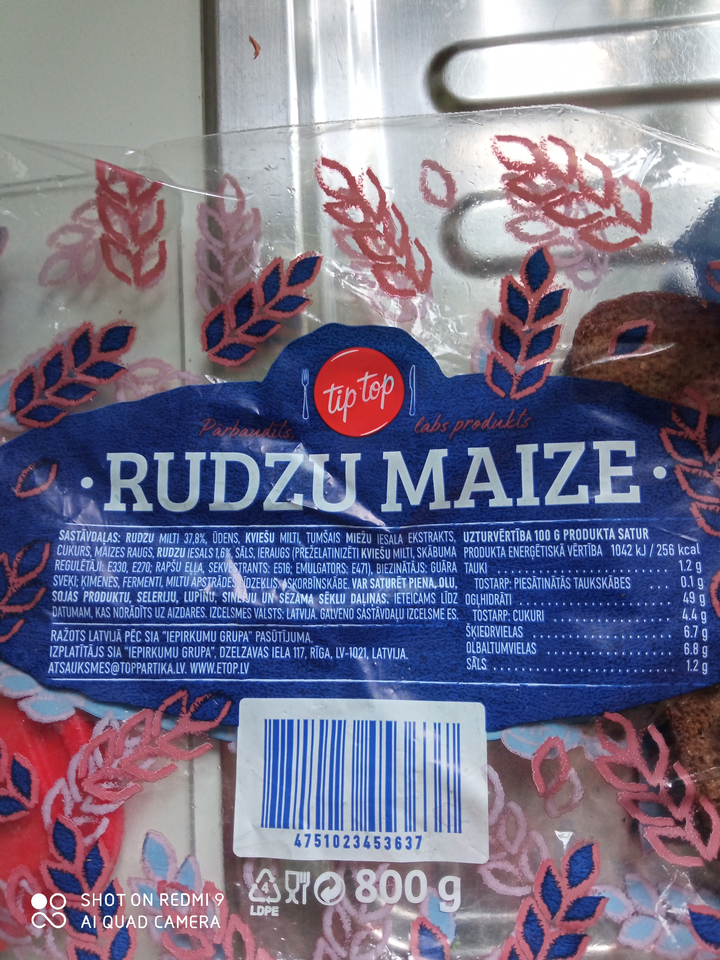 tip·top
Pārbaudīts,
labs produkts
·RUDZU MAIZE·
SASTĀVDAĻAS: RUDZU MILTI 37,8%, ŪDENS, KVIEŠU MILTI, TUMŠAIS MIEŽU IESALA EKSTRAKTS,
CUKURS, MAIZES RAUGS, RUDZU IESALS 1,6%, SĀLS, IERAUGS (PREŽELATINIZĒTI KVIEŠU MILTI, SKĀBUMA
REGULĒTĀJI: E330, E270; RAPŠU EĻĻA, SEKVESTRANTS: E516; EMULGATORS: E471), BIEZINĀTĀJS: GUĀRA
SVEĶI; ĶIMENES, FERMENTI, MILTU APSTRĀDES LĪDZEKLIS: ASKORBĪNSKĀBE. VAR SATURĒT PIENA, OLU,
SOJAS PRODUKTU, SELERIJU, LUPĪNU, SINEPJU UN SEZAMA SĒKLU DAĻIŅAS. IETEICAMS LĪDZ
DATUMAM, KAS NORĀDĪTS UZ AIZDARES. IZCELSMES VALSTS: LATVIJA. GALVENO SASTĀVDAĻU IZCELSME ES.
RAŽOTS LATVIJĀ PĒC SIA "IEPIRKUMU GRUPA" PASŪTĪJUMA.
IZPLATĪTĀJS SIA "IEPIRKUMU GRUPA", DZELZAVAS IELA 117, RĪGA, LV-1021, LATVIJA.
ATSAUKSMES@TOPPARTIKA.LV. WWW.ETOP.LV
UZTURVĒRTĪBA 100 G PRODUKTA SATUR
PRODUKTA ENERĢĒTISKĀ VĒRTĪBA 1042 kJ / 256 kcal
TAUKI 1.2 g
TOSTARP: PIESĀTINĀTĀS TAUKSKĀBES 0.1 g
OGĻHIDRĀTI 49 g
TOSTARP: CUKURI 4.4 g
ŠĶIEDRVIELAS 6.7 g
OLBALTUMVIELAS 6.8 g
SĀLS 1.2 g
4751023453637
4
LDPE
800 g
SHOT ON REDMI 9
AI QUAD CAMERA